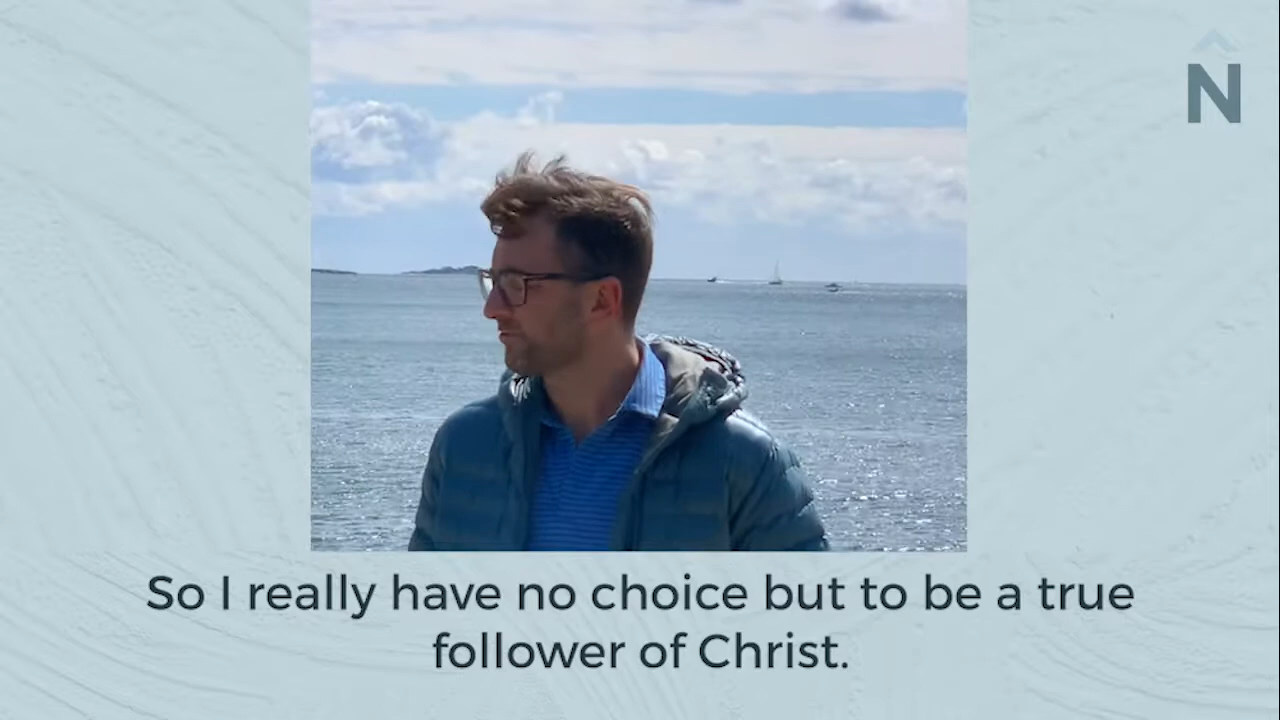 N̂
So I really have no choice but to be a true
follower of Christ.